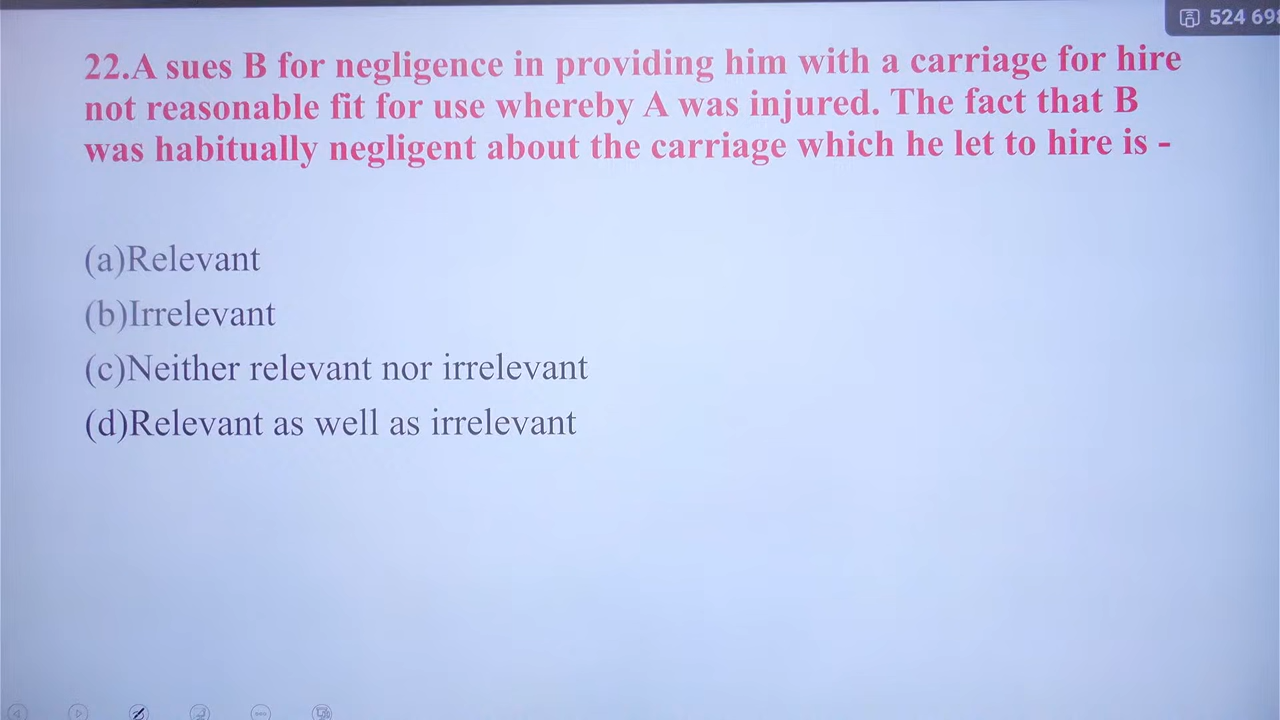 524 698
22.A sues B for negligence in providing him with a carriage for hire
not reasonable fit for use whereby A was injured. The fact that B
was habitually negligent about the carriage which he let to hire is -
(a)Relevant
(b)Irrelevant
(c)Neither relevant nor irrelevant
(d)Relevant as well as irrelevant